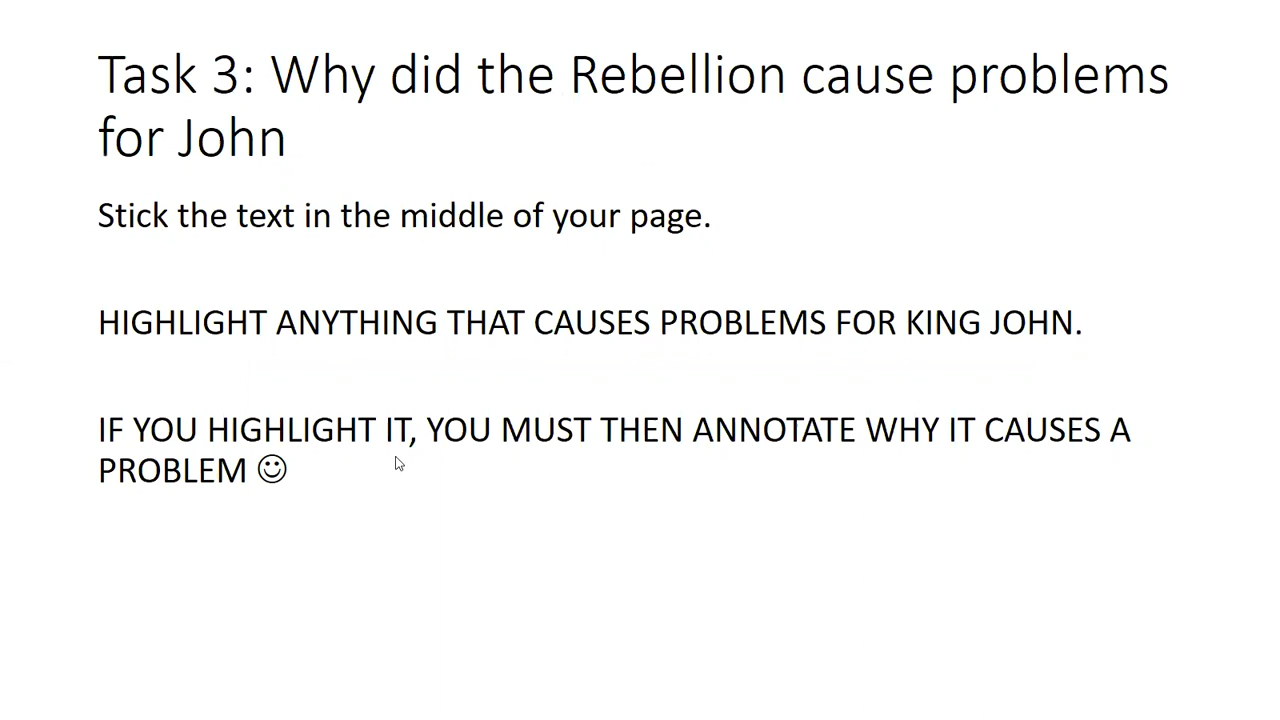 Task 3: Why did the Rebellion cause problems
for John
Stick the text in the middle of your page.
HIGHLIGHT ANYTHING THAT CAUSES PROBLEMS FOR KING JOHN.
IF YOU HIGHLIGHT IT, YOU MUST THEN ANNOTATE WHY IT CAUSES A
PROBLEM ☺